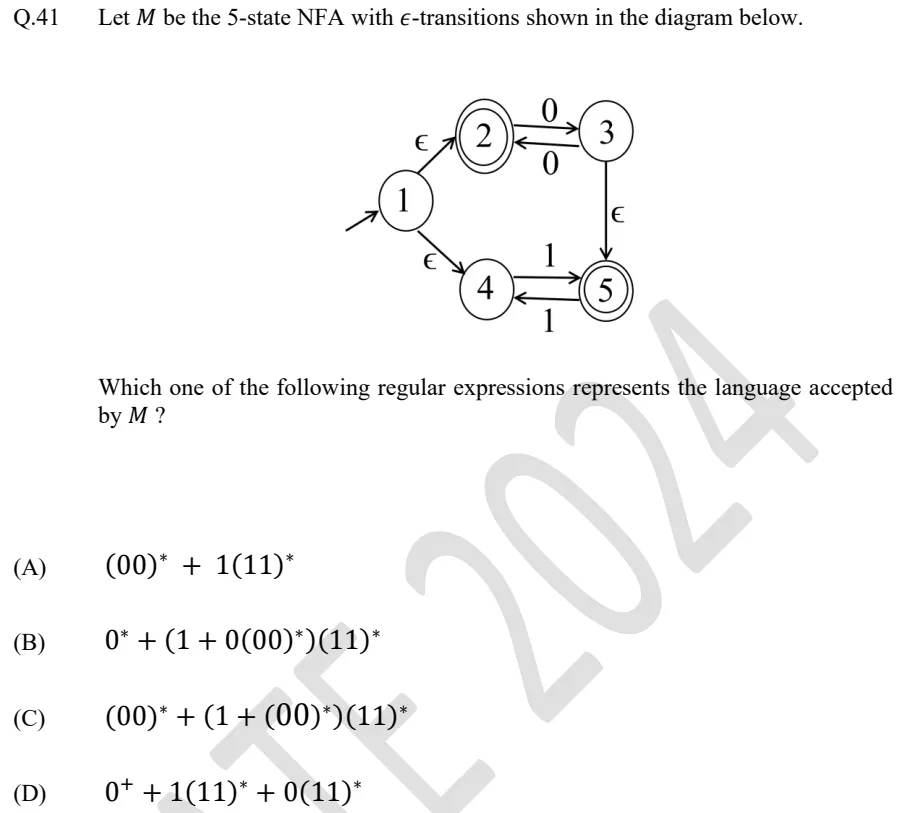 Q.41 Let M be the 5-state NFA with ϵ-transitions shown in the diagram below.
0
ϵ 2 3
0
1 ϵ
ϵ 1
4 5
1
Which one of the following regular expressions represents the language accepted
by M ?
(A) (00)* + 1(11)*
(B) 0* + (1 + 0(00)*)(11)*
(C) (00)* + (1 + (00)*)(11)*
(D) 0⁺ + 1(11)* + 0(11)*
TE 2024